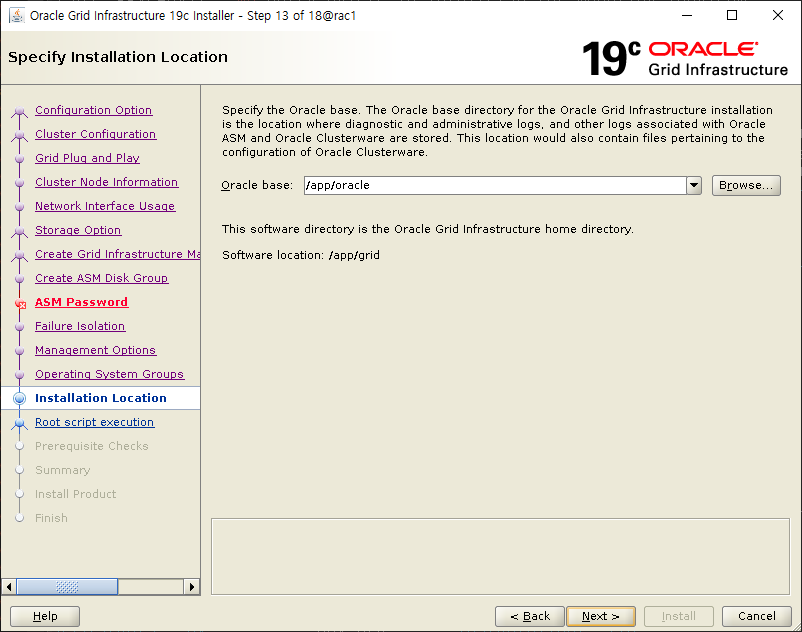 Oracle Grid Infrastructure 19c Installer - Step 13 of 18@rac1
Specify Installation Location
19c ORACLE
Grid Infrastructure
Configuration Option
Cluster Configuration
Grid Plug and Play
Cluster Node Information
Network Interface Usage
Storage Option
Create Grid Infrastructure Ma
Create ASM Disk Group
ASM Password
Failure Isolation
Management Options
Operating System Groups
Installation Location
Root script execution
Prerequisite Checks
Summary
Install Product
Finish
Specify the Oracle base. The Oracle base directory for the Oracle Grid Infrastructure installation
is the location where diagnostic and administrative logs, and other logs associated with Oracle
ASM and Oracle Clusterware are stored. This location would also contain files pertaining to the
configuration of Oracle Clusterware.
Oracle base: /app/oracle Browse...
This software directory is the Oracle Grid Infrastructure home directory.
Software location: /app/grid
Help < Back Next > Install Cancel